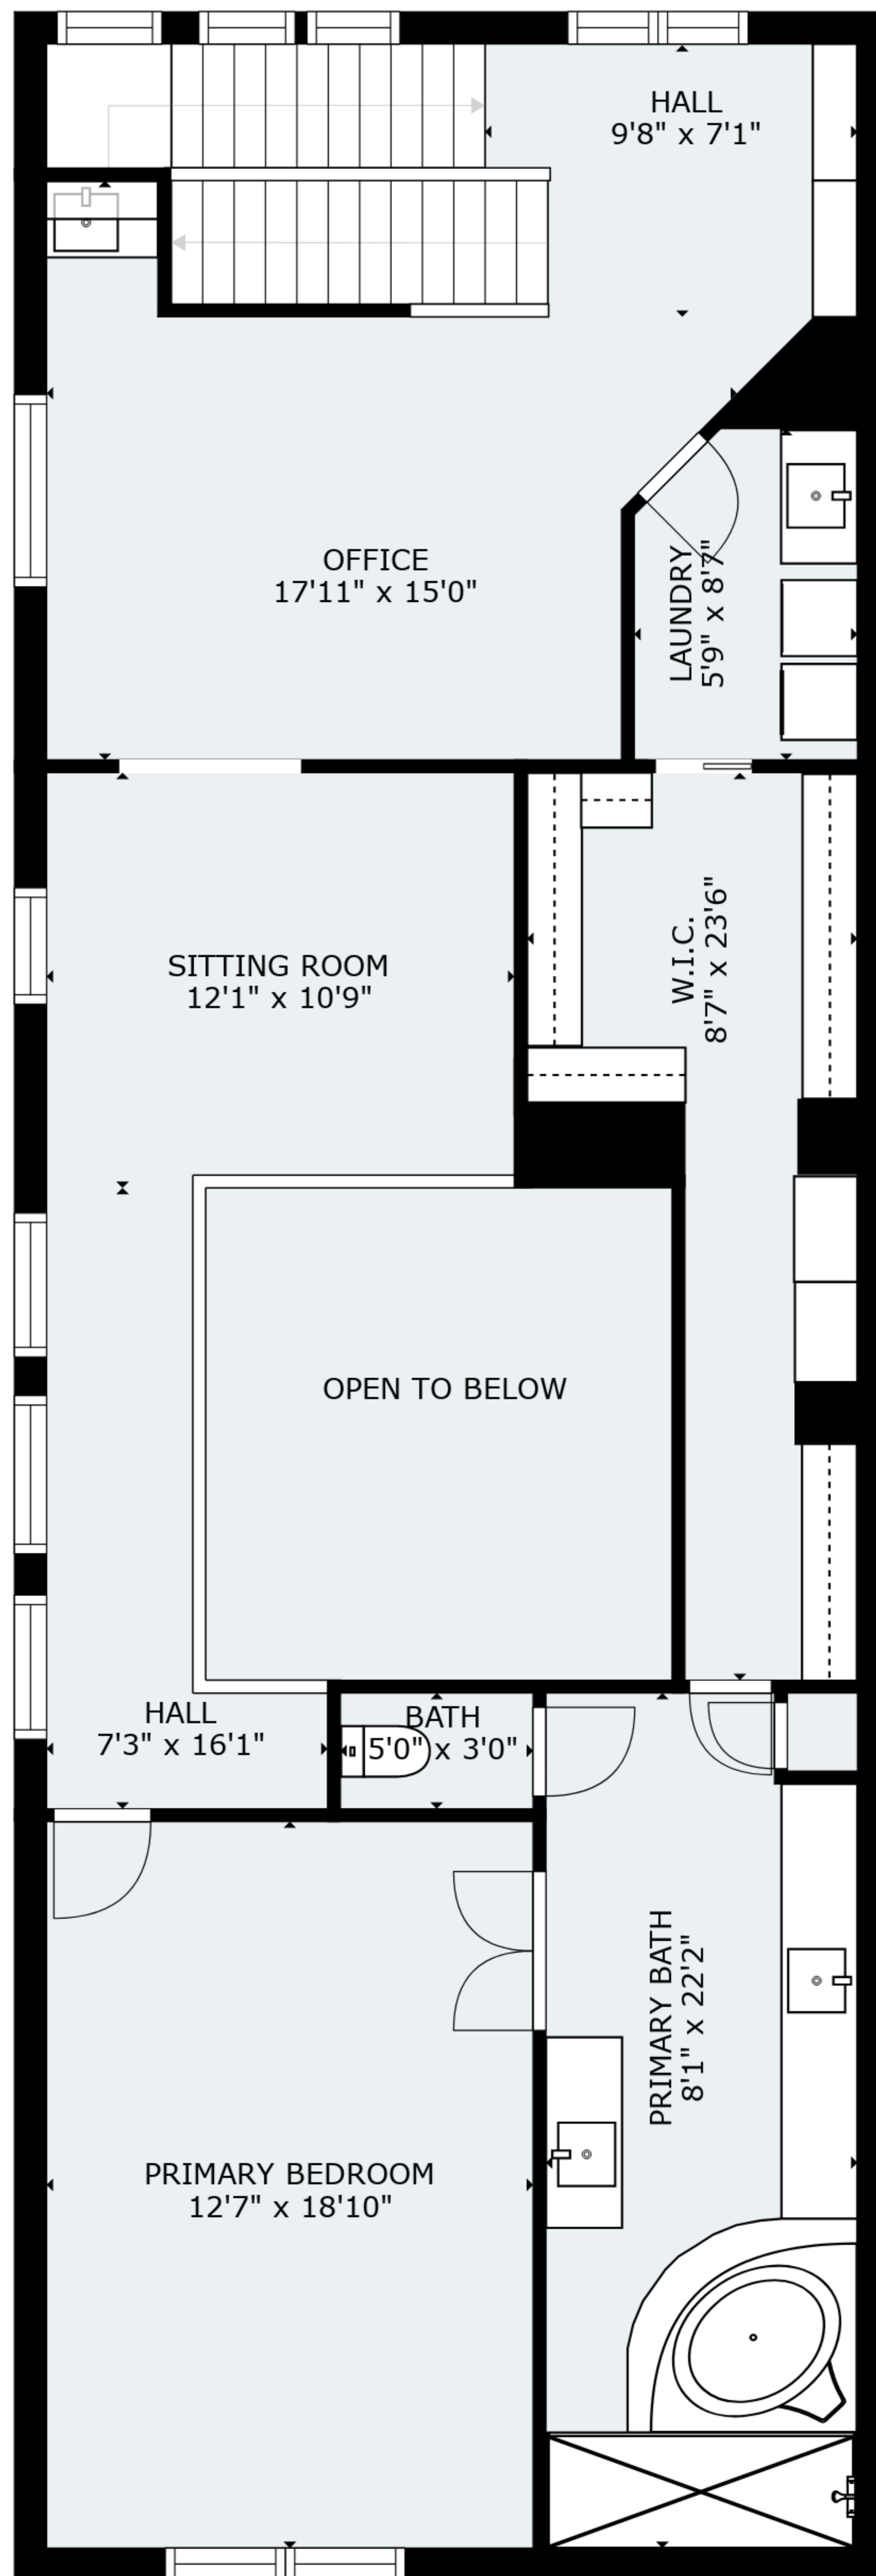 HALL
9'8" x 7'1"
OFFICE
17'11" x 15'0"
LAUNDRY
5'9" x 8'7"
SITTING ROOM
12'1" x 10'9"
W.I.C.
8'7" x 23'6"
OPEN TO BELOW
HALL
7'3" x 16'1"
BATH
5'0" x 3'0"
PRIMARY BATH
8'1" x 22'2"
PRIMARY BEDROOM
12'7" x 18'10"